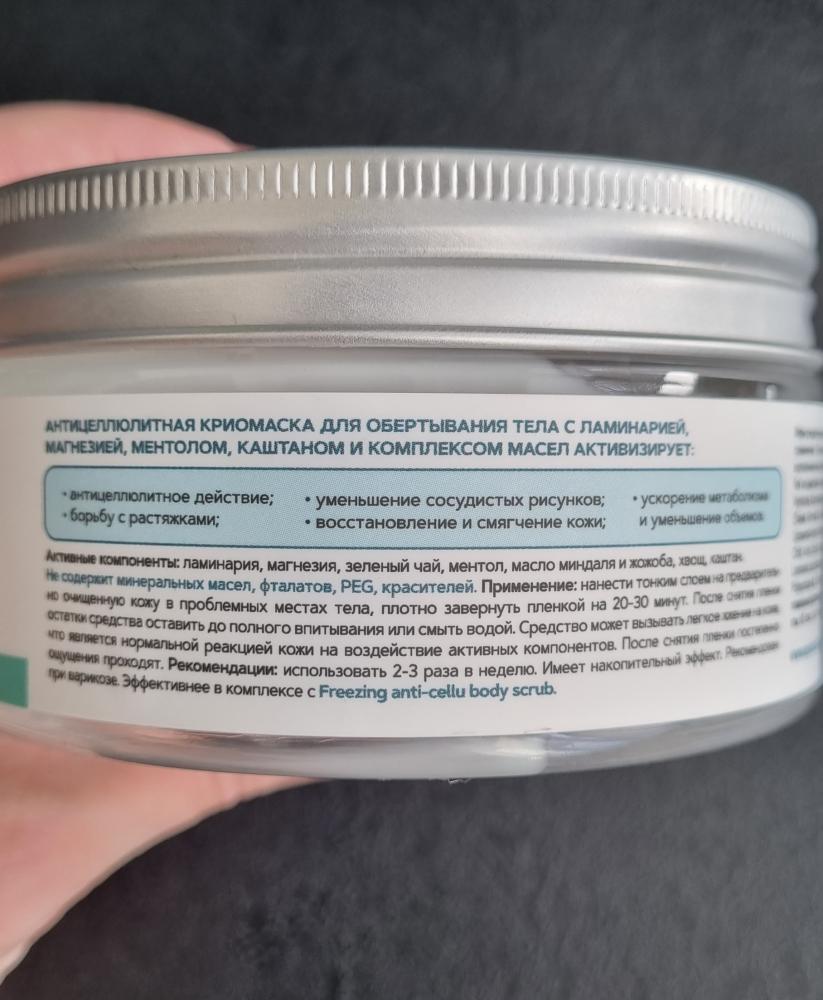 АНТИЦЕЛЛЮЛИТНАЯ КРИОМАСКА ДЛЯ ОБЕРТЫВАНИЯ ТЕЛА С ЛАМИНАРИЕЙ,
МАГНЕЗИЕЙ, МЕНТОЛОМ, КАШТАНОМ И КОМПЛЕКСОМ МАСЕЛ АКТИВИЗИРУЕТ:
• антицеллюлитное действие; • уменьшение сосудистых рисунков; • ускорение метаболизма
• борьбу с растяжками; • восстановление и смягчение кожи; и уменьшение объемов
Активные компоненты: ламинария, магнезия, зеленый чай, ментол, масло миндаля и жожоба, хвощ, каштан.
Не содержит минеральных масел, фталатов, PEG, красителей. Применение: нанести тонким слоем на предваритель-
но очищенную кожу в проблемных местах тела, плотно завернуть пленкой на 20-30 минут. После снятия пленки
остатки средства оставить до полного впитывания или смыть водой. Средство может вызывать легкое жжение на коже,
что является нормальной реакцией кожи на воздействие активных компонентов. После снятия пленки постепенно
ощущения проходят. Рекомендации: использовать 2-3 раза в неделю. Имеет накопительный эффект. Рекомендован
при варикозе. Эффективнее в комплексе с Freezing anti-cellu body scrub.